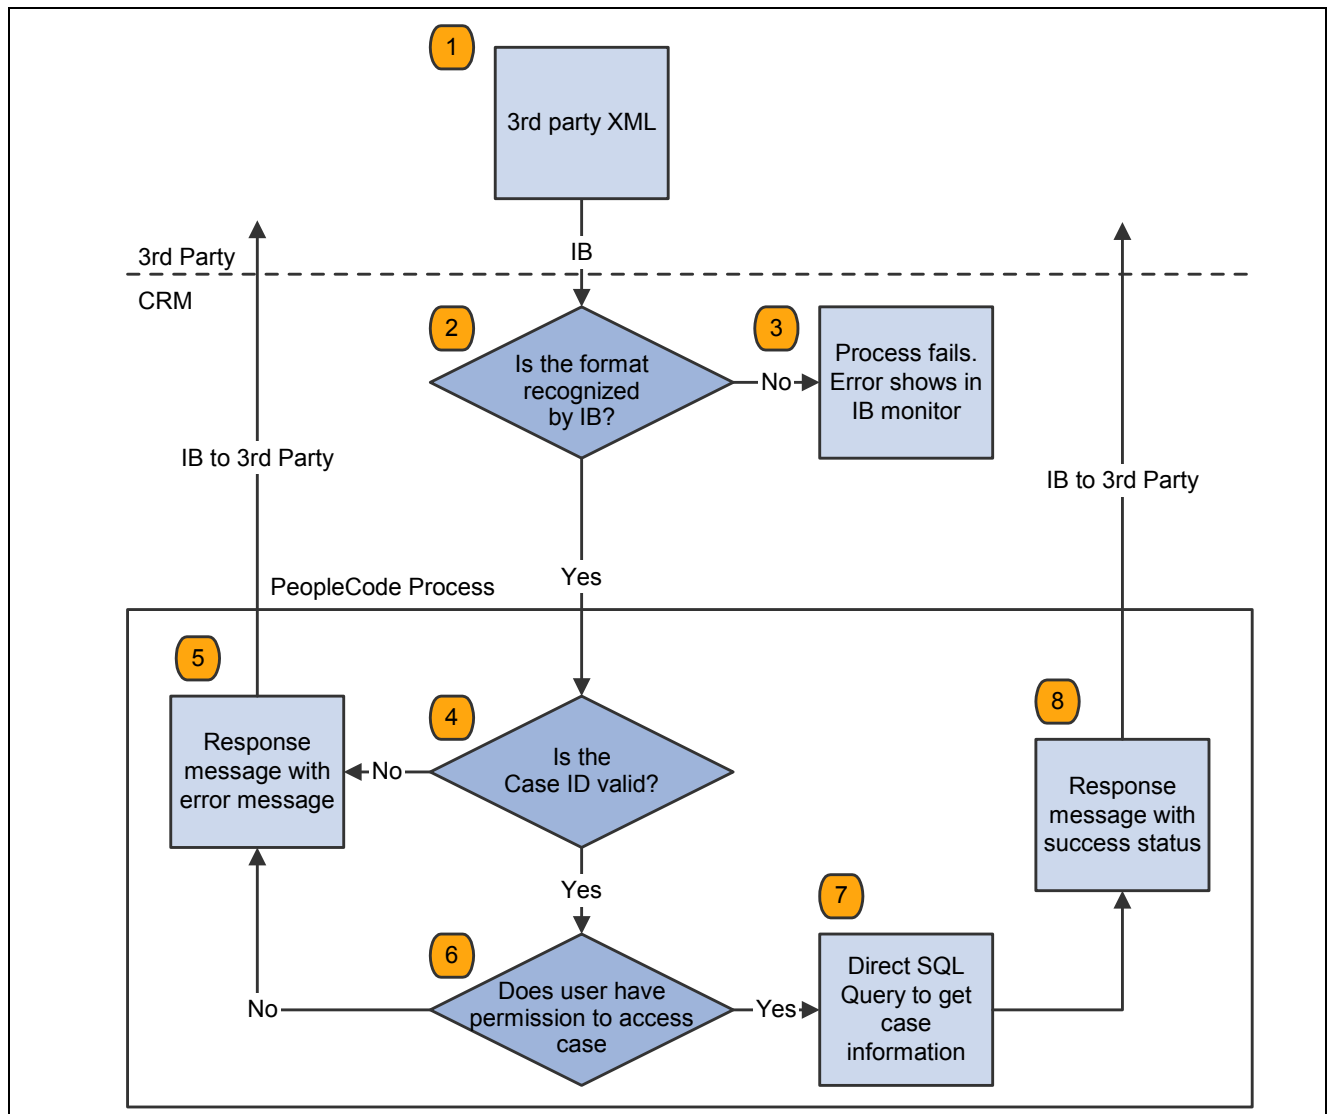 1
3rd party XML
IB
3rd Party
CRM
2
Is the format
recognized
by IB?
No
3
Process fails.
Error shows in
IB monitor
IB to 3rd Party
IB to 3rd Party
Yes
PeopleCode Process
5
Response
message with
error message
No
4
Is the
Case ID valid?
8
Response
message with
success status
Yes
6
Does user have
permission to access
case
No
Yes
7
Direct SQL
Query to get
case
information